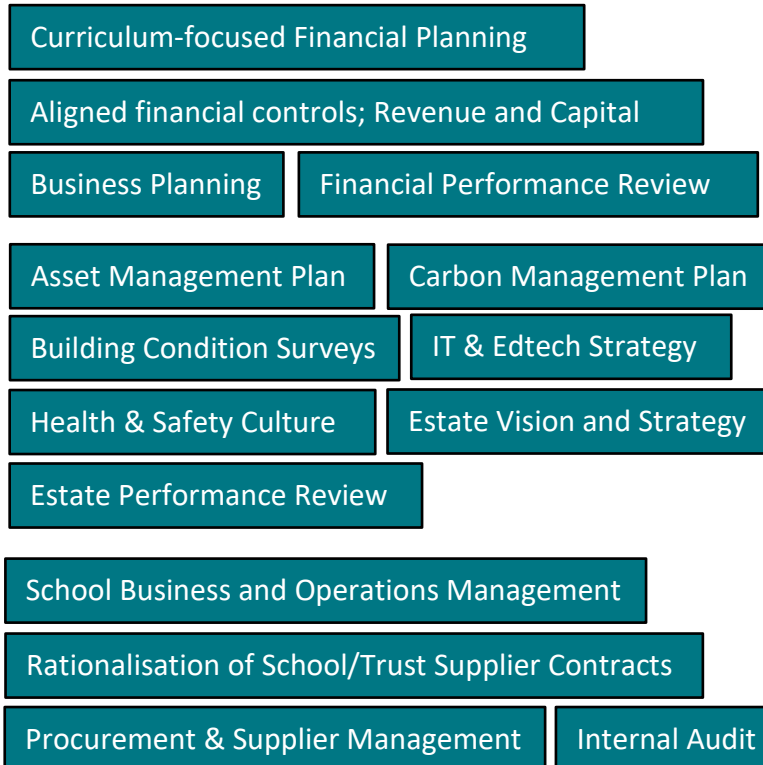 Curriculum-focused Financial Planning
Aligned financial controls; Revenue and Capital
Business Planning
Financial Performance Review
Asset Management Plan
Carbon Management Plan
Building Condition Surveys
IT & Edtech Strategy
Health & Safety Culture
Estate Vision and Strategy
Estate Performance Review
School Business and Operations Management
Rationalisation of School/Trust Supplier Contracts
Procurement & Supplier Management
Internal Audit